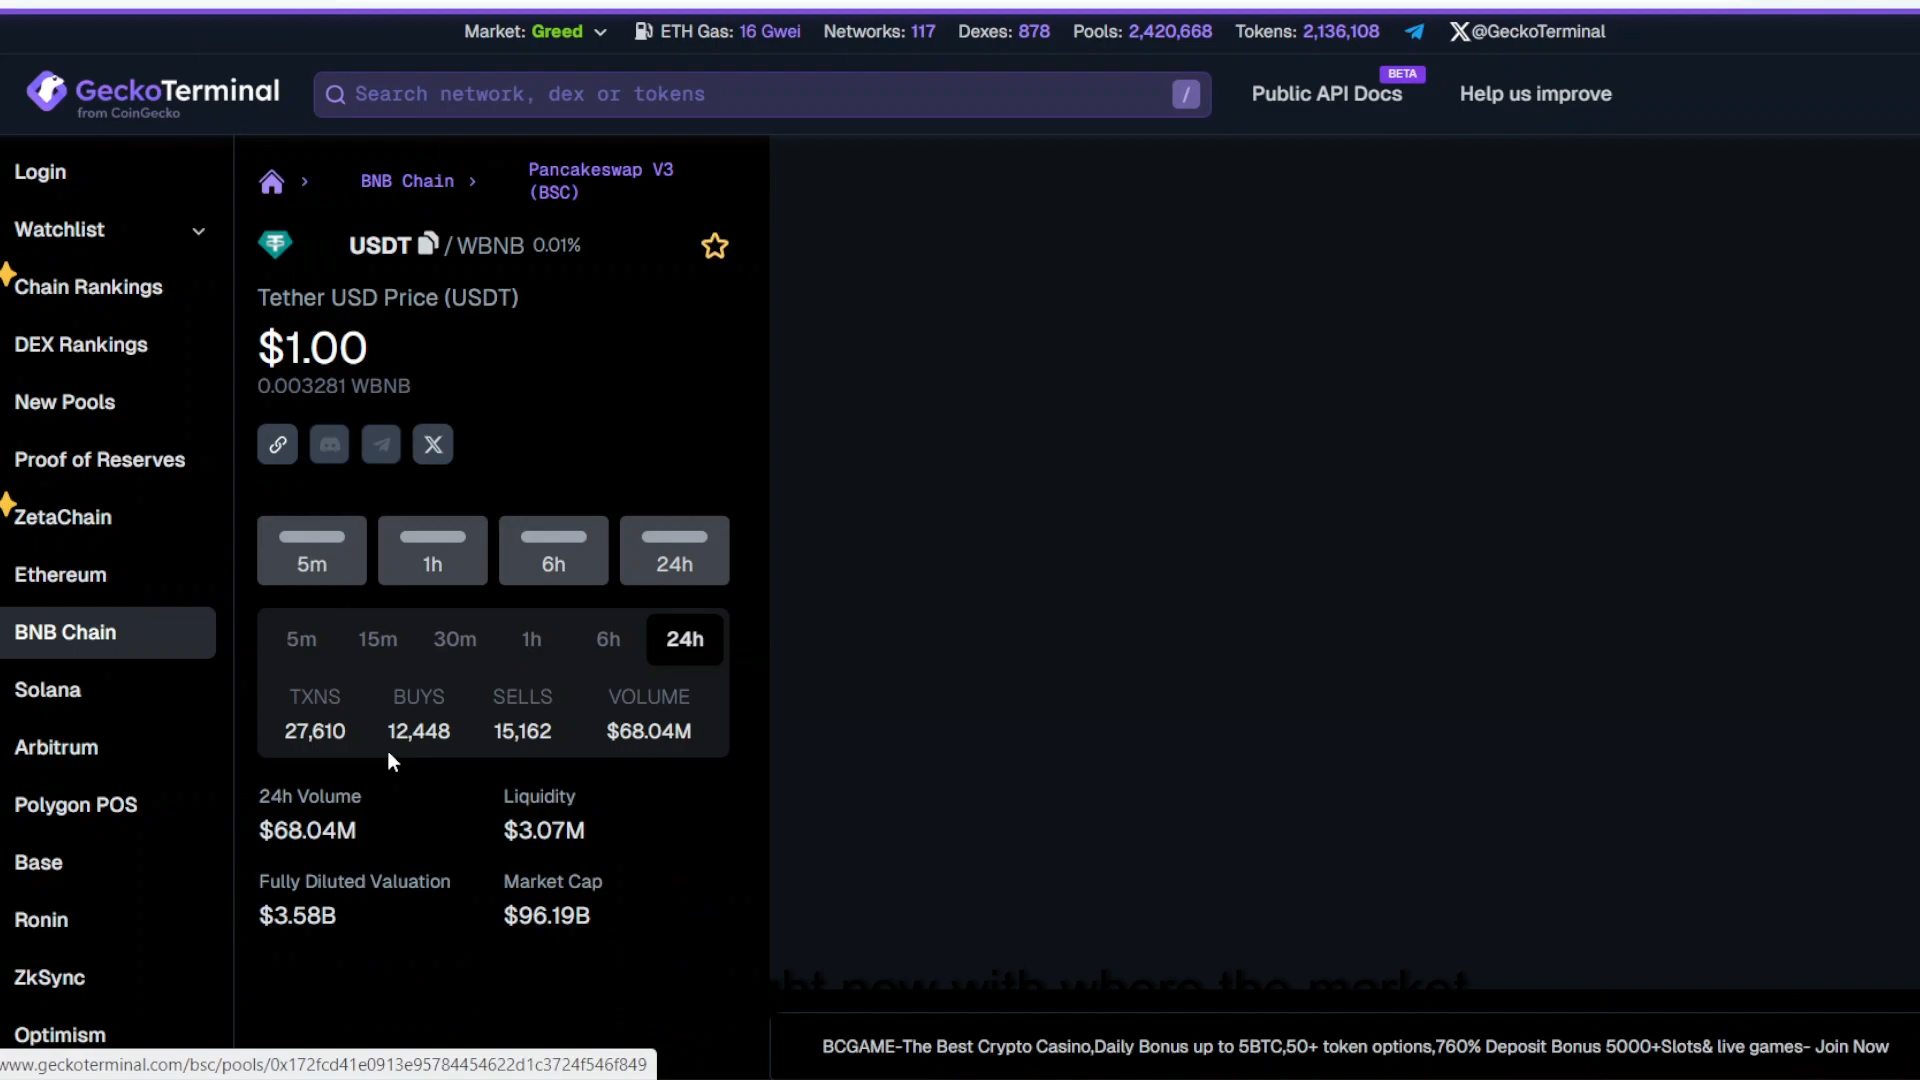 Market: Greed
ETH Gas: 16 Gwei
Networks: 117
Dexes: 878
Pools: 2,420,668
Tokens: 2,136,108
@GeckoTerminal
GeckoTerminal
from CoinGecko
Search network, dex or tokens
/
Public API Docs
BETA
Help us improve
Login
Watchlist
Chain Rankings
DEX Rankings
New Pools
Proof of Reserves
ZetaChain
Ethereum
BNB Chain
Solana
Arbitrum
Polygon POS
Base
Ronin
ZkSync
Optimism
BNB Chain
Pancakeswap V3
(BSC)
USDT / WBNB 0.01%
Tether USD Price (USDT)
$1.00
0.003281 WBNB
5m 1h 6h 24h
5m 15m 30m 1h 6h 24h
TXNS BUYS SELLS VOLUME
27,610 12,448 15,162 $68.04M
24h Volume Liquidity
$68.04M $3.07M
Fully Diluted Valuation Market Cap
$3.58B $96.19B
now with where the market
BCGAME-The Best Crypto Casino,Daily Bonus up to 5BTC,50+ token options,760% Deposit Bonus 5000+Slots& live games- Join Now
www.geckoterminal.com/bsc/pools/0x172fcd41e0913e95784454622d1c3724f546f849